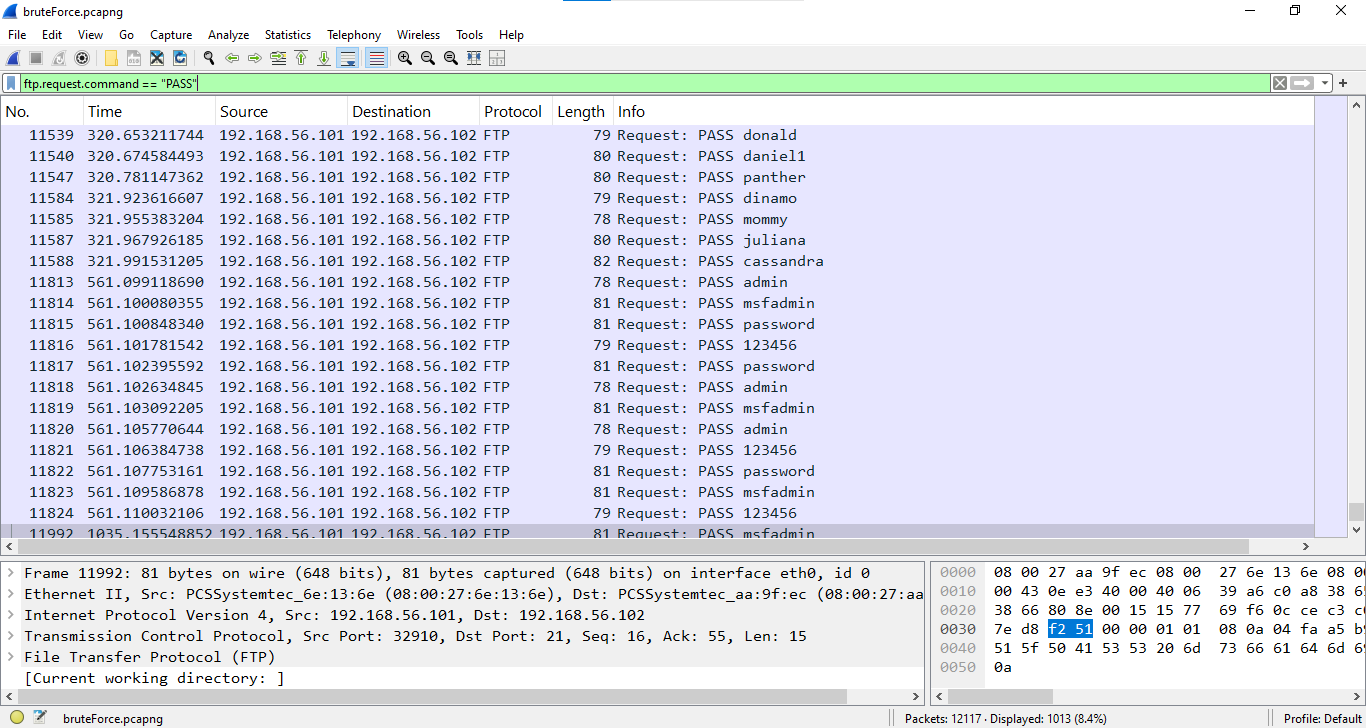 bruteForce.pcapng
File Edit View Go Capture Analyze Statistics Telephony Wireless Tools Help
ftp.request.command == "PASS"
No. Time Source Destination Protocol Length Info
11539 320.653211744 192.168.56.101 192.168.56.102 FTP 79 Request: PASS donald
11540 320.674584493 192.168.56.101 192.168.56.102 FTP 80 Request: PASS daniel1
11547 320.781147362 192.168.56.101 192.168.56.102 FTP 80 Request: PASS panther
11584 321.923616607 192.168.56.101 192.168.56.102 FTP 79 Request: PASS dinamo
11585 321.955383204 192.168.56.101 192.168.56.102 FTP 78 Request: PASS mommy
11587 321.967926185 192.168.56.101 192.168.56.102 FTP 80 Request: PASS juliana
11588 321.991531205 192.168.56.101 192.168.56.102 FTP 82 Request: PASS cassandra
11813 561.099118690 192.168.56.101 192.168.56.102 FTP 78 Request: PASS admin
11814 561.100080355 192.168.56.101 192.168.56.102 FTP 81 Request: PASS msfadmin
11815 561.100848340 192.168.56.101 192.168.56.102 FTP 81 Request: PASS password
11816 561.101781542 192.168.56.101 192.168.56.102 FTP 79 Request: PASS 123456
11817 561.102395592 192.168.56.101 192.168.56.102 FTP 81 Request: PASS password
11818 561.102634845 192.168.56.101 192.168.56.102 FTP 78 Request: PASS admin
11819 561.103092205 192.168.56.101 192.168.56.102 FTP 81 Request: PASS msfadmin
11820 561.105770644 192.168.56.101 192.168.56.102 FTP 78 Request: PASS admin
11821 561.106384738 192.168.56.101 192.168.56.102 FTP 79 Request: PASS 123456
11822 561.107753161 192.168.56.101 192.168.56.102 FTP 81 Request: PASS password
11823 561.109586878 192.168.56.101 192.168.56.102 FTP 81 Request: PASS msfadmin
11824 561.110032106 192.168.56.101 192.168.56.102 FTP 79 Request: PASS 123456
11992 1035.155548852 192.168.56.101 192.168.56.102 FTP 81 Request: PASS msfadmin
Frame 11992: 81 bytes on wire (648 bits), 81 bytes captured (648 bits) on interface eth0, id 0
Ethernet II, Src: PCSSystemtec_6e:13:6e (08:00:27:6e:13:6e), Dst: PCSSystemtec_aa:9f:ec (08:00:27:aa
Internet Protocol Version 4, Src: 192.168.56.101, Dst: 192.168.56.102
Transmission Control Protocol, Src Port: 32910, Dst Port: 21, Seq: 16, Ack: 55, Len: 15
File Transfer Protocol (FTP)
[Current working directory: ]
0000 08 00 27 aa 9f ec 08 00 27 6e 13 6e 08 00
0010 00 43 0e e3 40 00 40 06 39 a6 c0 a8 38 65
0020 38 66 80 8e 00 15 15 77 69 f6 0c ce c3 c0
0030 7e d8 f2 51 00 00 01 01 08 0a 04 fa a5 b9
0040 51 5f 50 41 53 53 20 6d 73 66 61 64 6d 69
0050 0a
bruteForce.pcapng
Packets: 12117 · Displayed: 1013 (8.4%)
Profile: Default